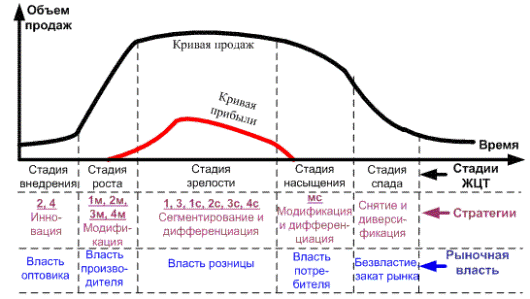 Объем
продаж
Кривая продаж
Кривая
прибыли
Время
Стадия
внедрения
Стадия
роста
Стадия
зрелости
Стадия
насыщения
Стадия
спада
Стадии
ЖЦТ
2, 4
Инно-
вация
1м, 2м,
3м, 4м
Модифи-
кация
1, 3, 1с, 2с, 3с, 4с
Сегментирование и
дифференциация
мс
Модификация
и дифферен-
циация
Снятие и
диверси-
фикация
Стратегии
Власть
оптовика
Власть
произво-
дителя
Власть розницы
Власть
потре-
бителя
Безвластие,
закат рынка
Рыночная
власть